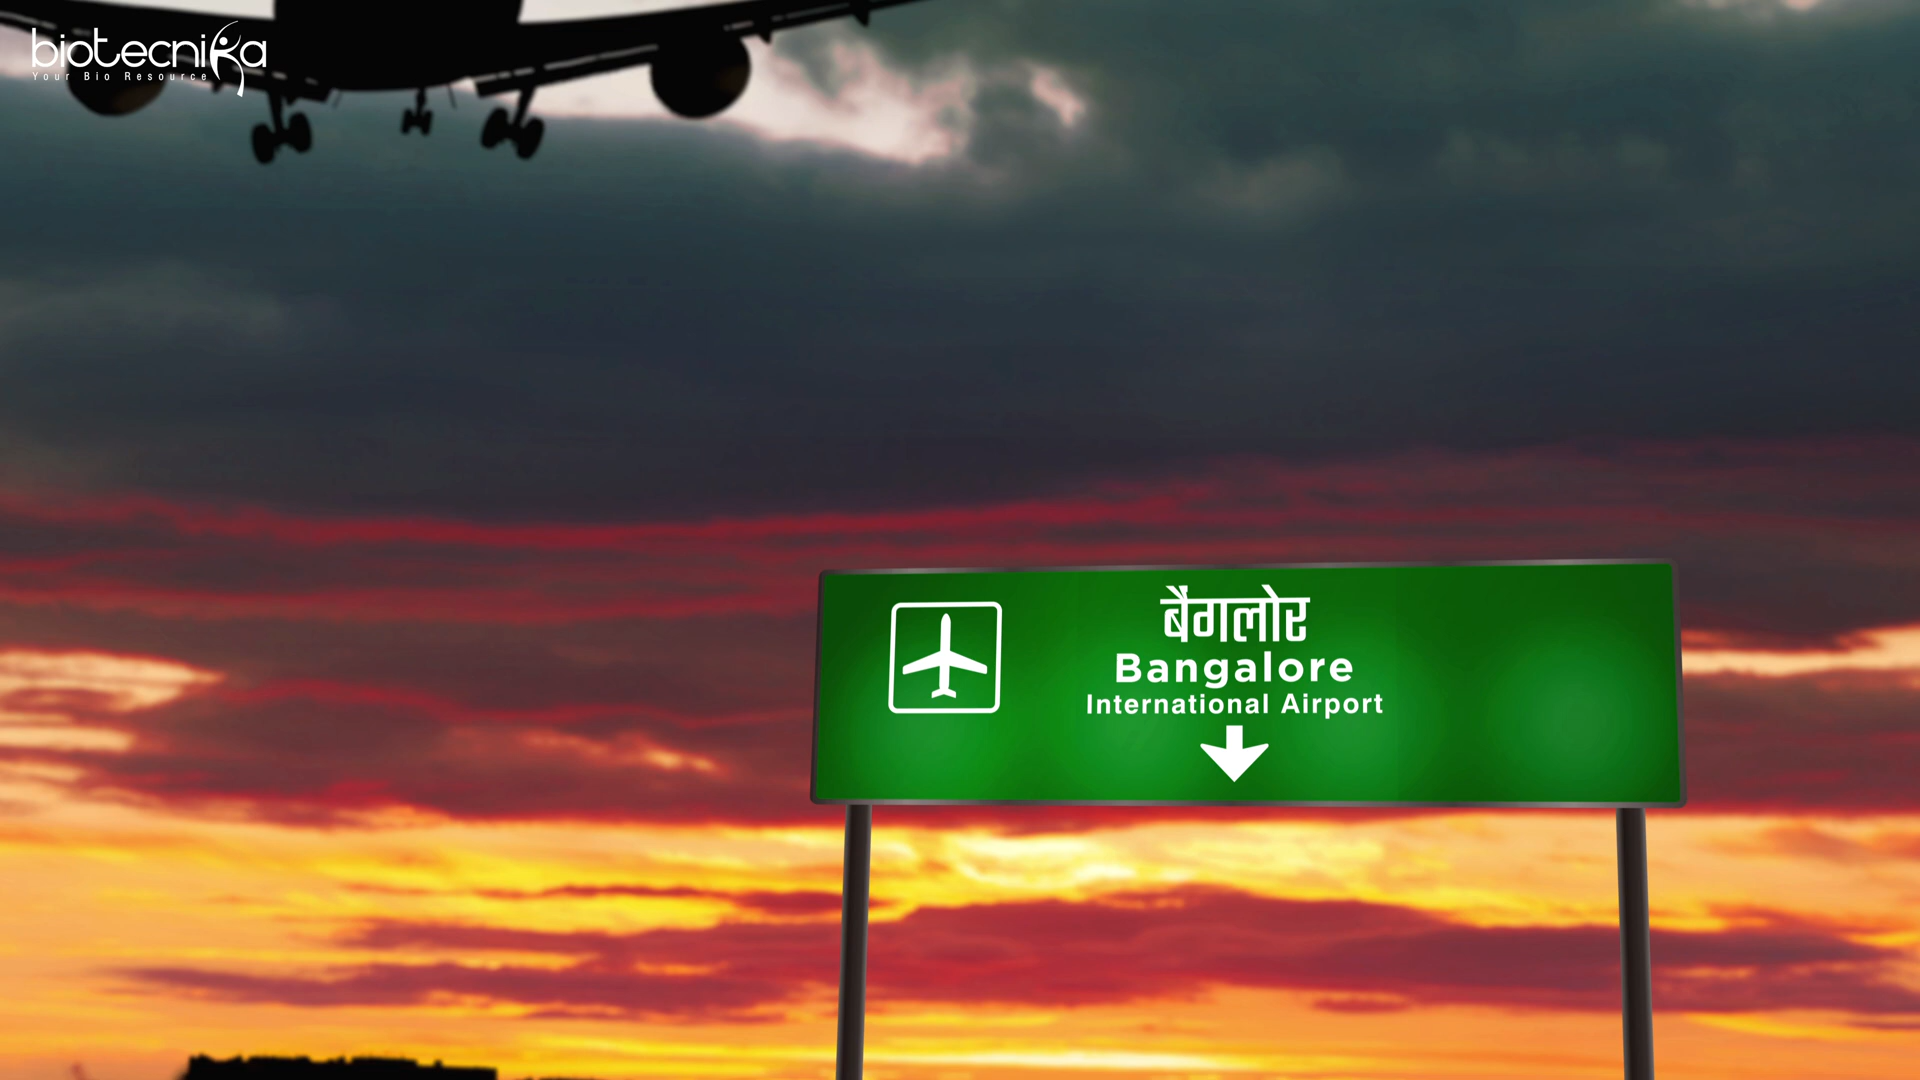 biotecnika
Your Bio Resource
बैंगलोर
Bangalore
International Airport